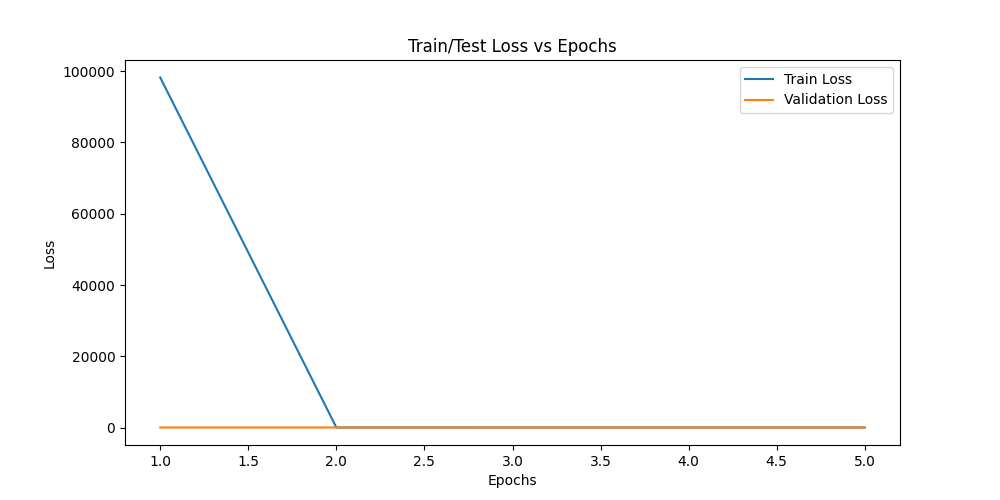 Train/Test Loss vs Epochs
Train Loss
Validation Loss
100000
80000
60000
40000
20000
0
Loss
1.0 1.5 2.0 2.5 3.0 3.5 4.0 4.5 5.0
Epochs